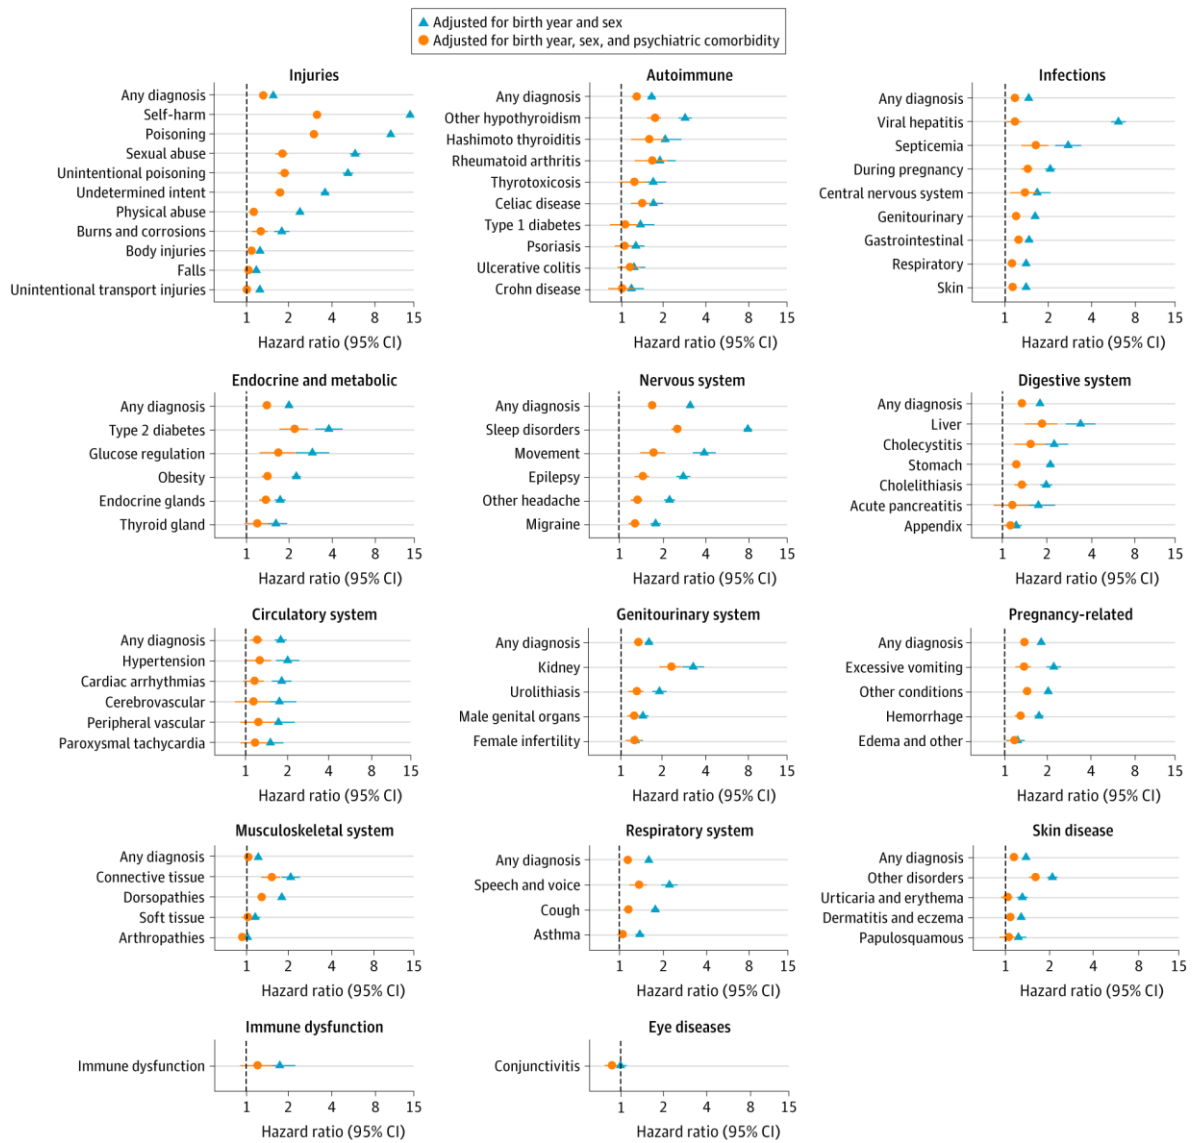 Adjusted for birth year and sex
Adjusted for birth year, sex, and psychiatric comorbidity
Injuries
Any diagnosis
Self-harm
Poisoning
Sexual abuse
Unintentional poisoning
Undetermined intent
Physical abuse
Burns and corrosions
Body injuries
Falls
Unintentional transport injuries
1 2 4 8 15
Hazard ratio (95% CI)
Autoimmune
Any diagnosis
Other hypothyroidism
Hashimoto thyroiditis
Rheumatoid arthritis
Thyrotoxicosis
Celiac disease
Type 1 diabetes
Psoriasis
Ulcerative colitis
Crohn disease
1 2 4 8 15
Hazard ratio (95% CI)
Infections
Any diagnosis
Viral hepatitis
Septicemia
During pregnancy
Central nervous system
Genitourinary
Gastrointestinal
Respiratory
Skin
1 2 4 8 15
Hazard ratio (95% CI)
Endocrine and metabolic
Any diagnosis
Type 2 diabetes
Glucose regulation
Obesity
Endocrine glands
Thyroid gland
1 2 4 8 15
Hazard ratio (95% CI)
Nervous system
Any diagnosis
Sleep disorders
Movement
Epilepsy
Other headache
Migraine
1 2 4 8 15
Hazard ratio (95% CI)
Digestive system
Any diagnosis
Liver
Cholecystitis
Stomach
Cholelithiasis
Acute pancreatitis
Appendix
1 2 4 8 15
Hazard ratio (95% CI)
Circulatory system
Any diagnosis
Hypertension
Cardiac arrhythmias
Cerebrovascular
Peripheral vascular
Paroxysmal tachycardia
1 2 4 8 15
Hazard ratio (95% CI)
Genitourinary system
Any diagnosis
Kidney
Urolithiasis
Male genital organs
Female infertility
1 2 4 8 15
Hazard ratio (95% CI)
Pregnancy-related
Any diagnosis
Excessive vomiting
Other conditions
Hemorrhage
Edema and other
1 2 4 8 15
Hazard ratio (95% CI)
Musculoskeletal system
Any diagnosis
Connective tissue
Dorsopathies
Soft tissue
Arthropathies
1 2 4 8 15
Hazard ratio (95% CI)
Respiratory system
Any diagnosis
Speech and voice
Cough
Asthma
1 2 4 8 15
Hazard ratio (95% CI)
Skin disease
Any diagnosis
Other disorders
Urticaria and erythema
Dermatitis and eczema
Papulosquamous
1 2 4 8 15
Hazard ratio (95% CI)
Immune dysfunction
Immune dysfunction
1 2 4 8 15
Hazard ratio (95% CI)
Eye diseases
Conjunctivitis
1 2 4 8 15
Hazard ratio (95% CI)